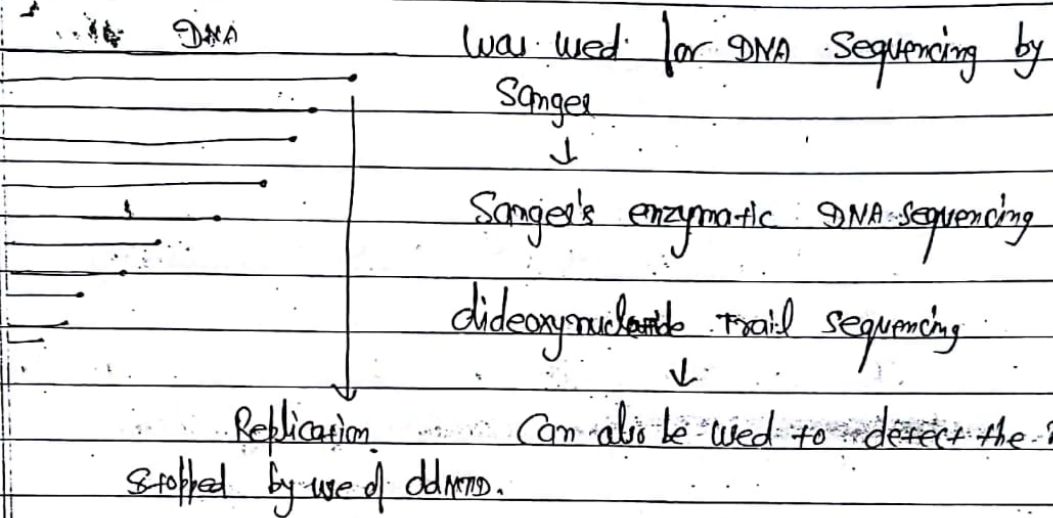 DNA
was used for DNA Sequencing by
Sanger
↓
Sanger's enzymatic DNA sequencing
dideoxynucleotide Trail sequencing
↓
Replication
stopped by use of
Can also be used to detect the